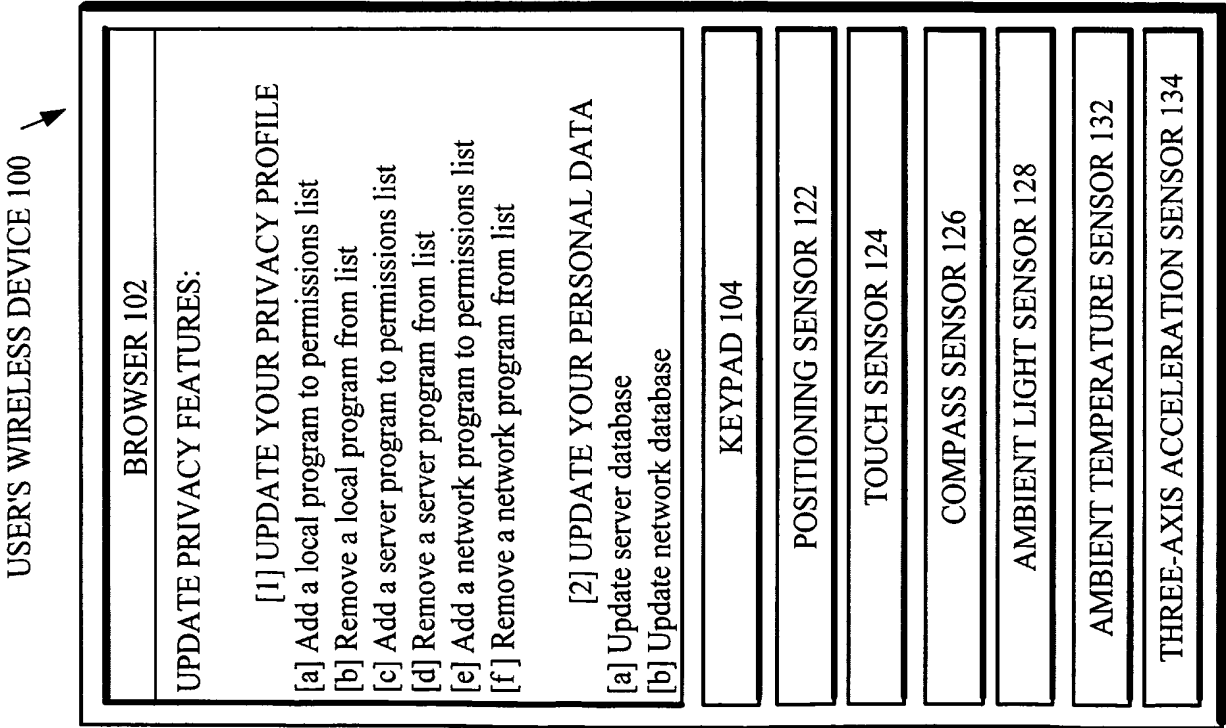 USER'S WIRELESS DEVICE 100
BROWSER 102
UPDATE PRIVACY FEATURES:
[1] UPDATE YOUR PRIVACY PROFILE
[a] Add a local program to permissions list
[b] Remove a local program from list
[c] Add a server program to permissions list
[d] Remove a server program from list
[e] Add a network program to permissions list
[f] Remove a network program from list
[2] UPDATE YOUR PERSONAL DATA
[a] Update server database
[b] Update network database
KEYPAD 104
POSITIONING SENSOR 122
TOUCH SENSOR 124
COMPASS SENSOR 126
AMBIENT LIGHT SENSOR 128
AMBIENT TEMPERATURE SENSOR 132
THREE-AXIS ACCELERATION SENSOR 134